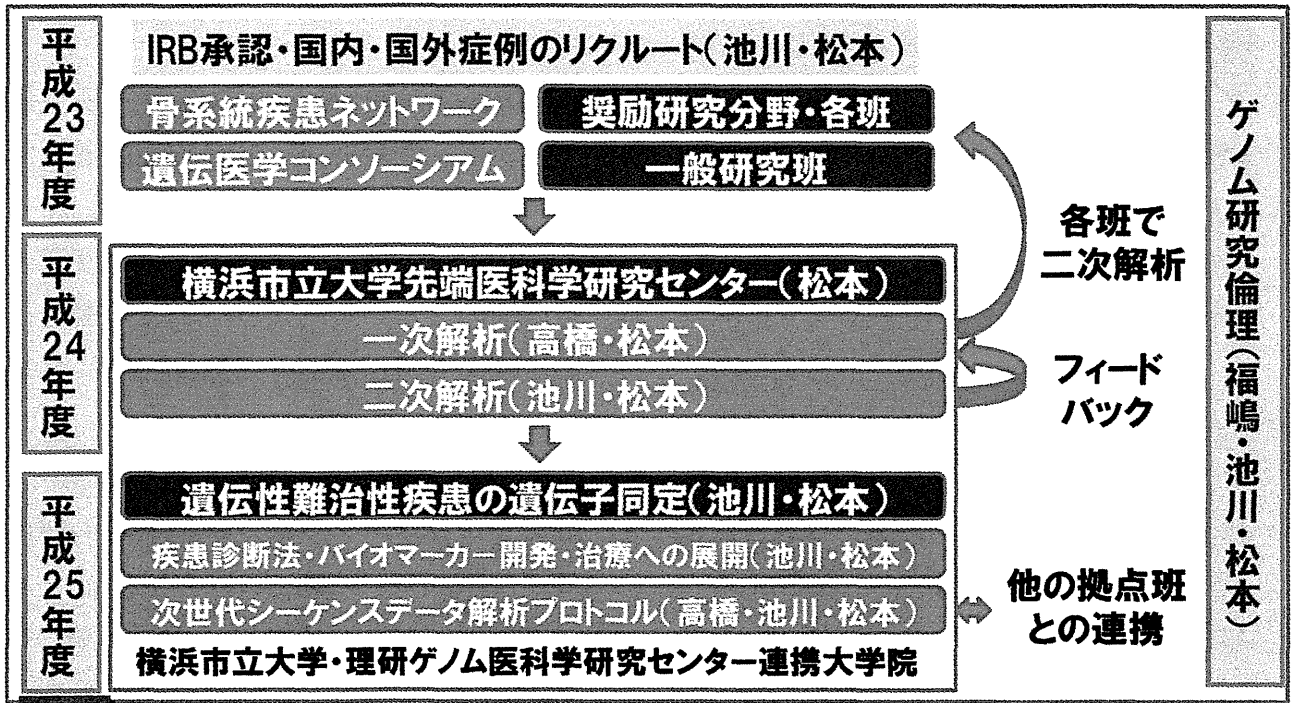 平成23年度
IRB承認・国内・国外症例のリクルート(池川・松本)
骨系統疾患ネットワーク
奨励研究分野・各班
遺伝医学コンソーシアム
一般研究班
平成24年度
横浜市立大学先端医科学研究センター(松本)
一次解析(高橋・松本)
二次解析(池川・松本)
各班で
二次解析
フィード
バック
平成25年度
遺伝性難治性疾患の遺伝子同定(池川・松本)
疾患診断法・バイオマーカー開発・治療への展開(池川・松本)
次世代シーケンスデータ解析プロトコル(高橋・池川・松本)
横浜市立大学・理研ゲノム医科学研究センター連携大学院
他の拠点班
との連携
ゲノム研究倫理(福嶋・池川・松本)